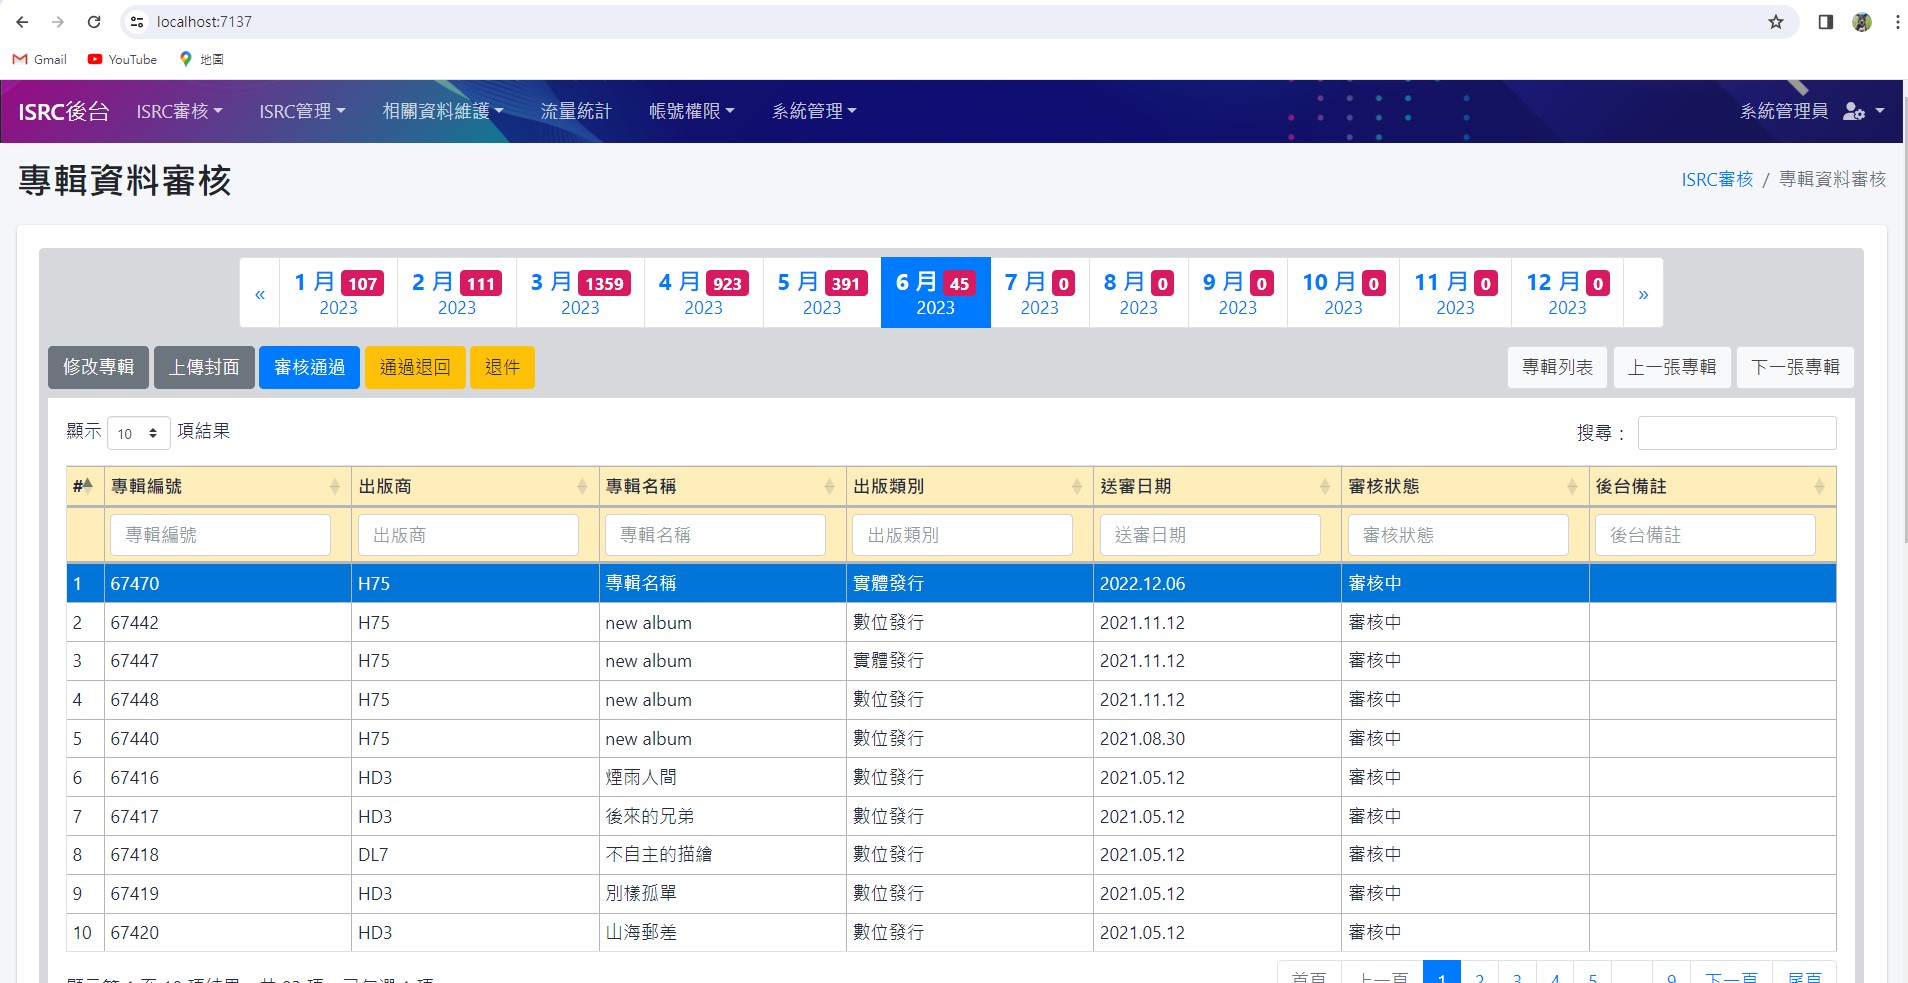 localhost:7137
Gmail YouTube 地圖
ISRC後台 ISRC審核 ISRC管理 相關資料維護 流量統計 帳號權限 系統管理 系統管理員
專輯資料審核 ISRC審核 / 專輯資料審核
« 1 月 107 2 月 111 3 月 1359 4 月 923 5 月 391 6 月 45 7 月 0 8 月 0 9 月 0 10 月 0 11 月 0 12 月 0 »
2023 2023 2023 2023 2023 2023 2023 2023 2023 2023 2023 2023
修改專輯 上傳封面 審核通過 通過退回 退件 專輯列表 上一張專輯 下一張專輯
顯示 10 項結果 搜尋：
# 專輯編號 出版商 專輯名稱 出版類別 送審日期 審核狀態 後台備註
專輯編號 出版商 專輯名稱 出版類別 送審日期 審核狀態 後台備註
1 67470 H75 專輯名稱 實體發行 2022.12.06 審核中
2 67442 H75 new album 數位發行 2021.11.12 審核中
3 67447 H75 new album 實體發行 2021.11.12 審核中
4 67448 H75 new album 數位發行 2021.11.12 審核中
5 67440 H75 new album 數位發行 2021.08.30 審核中
6 67416 HD3 煙雨人間 數位發行 2021.05.12 審核中
7 67417 HD3 後來的兄弟 數位發行 2021.05.12 審核中
8 67418 DL7 不自主的描繪 數位發行 2021.05.12 審核中
9 67419 HD3 別樣孤單 數位發行 2021.05.12 審核中
10 67420 HD3 山海郵差 數位發行 2021.05.12 審核中
首頁 上一頁 1 2 3 4 5 9 下一頁 尾頁